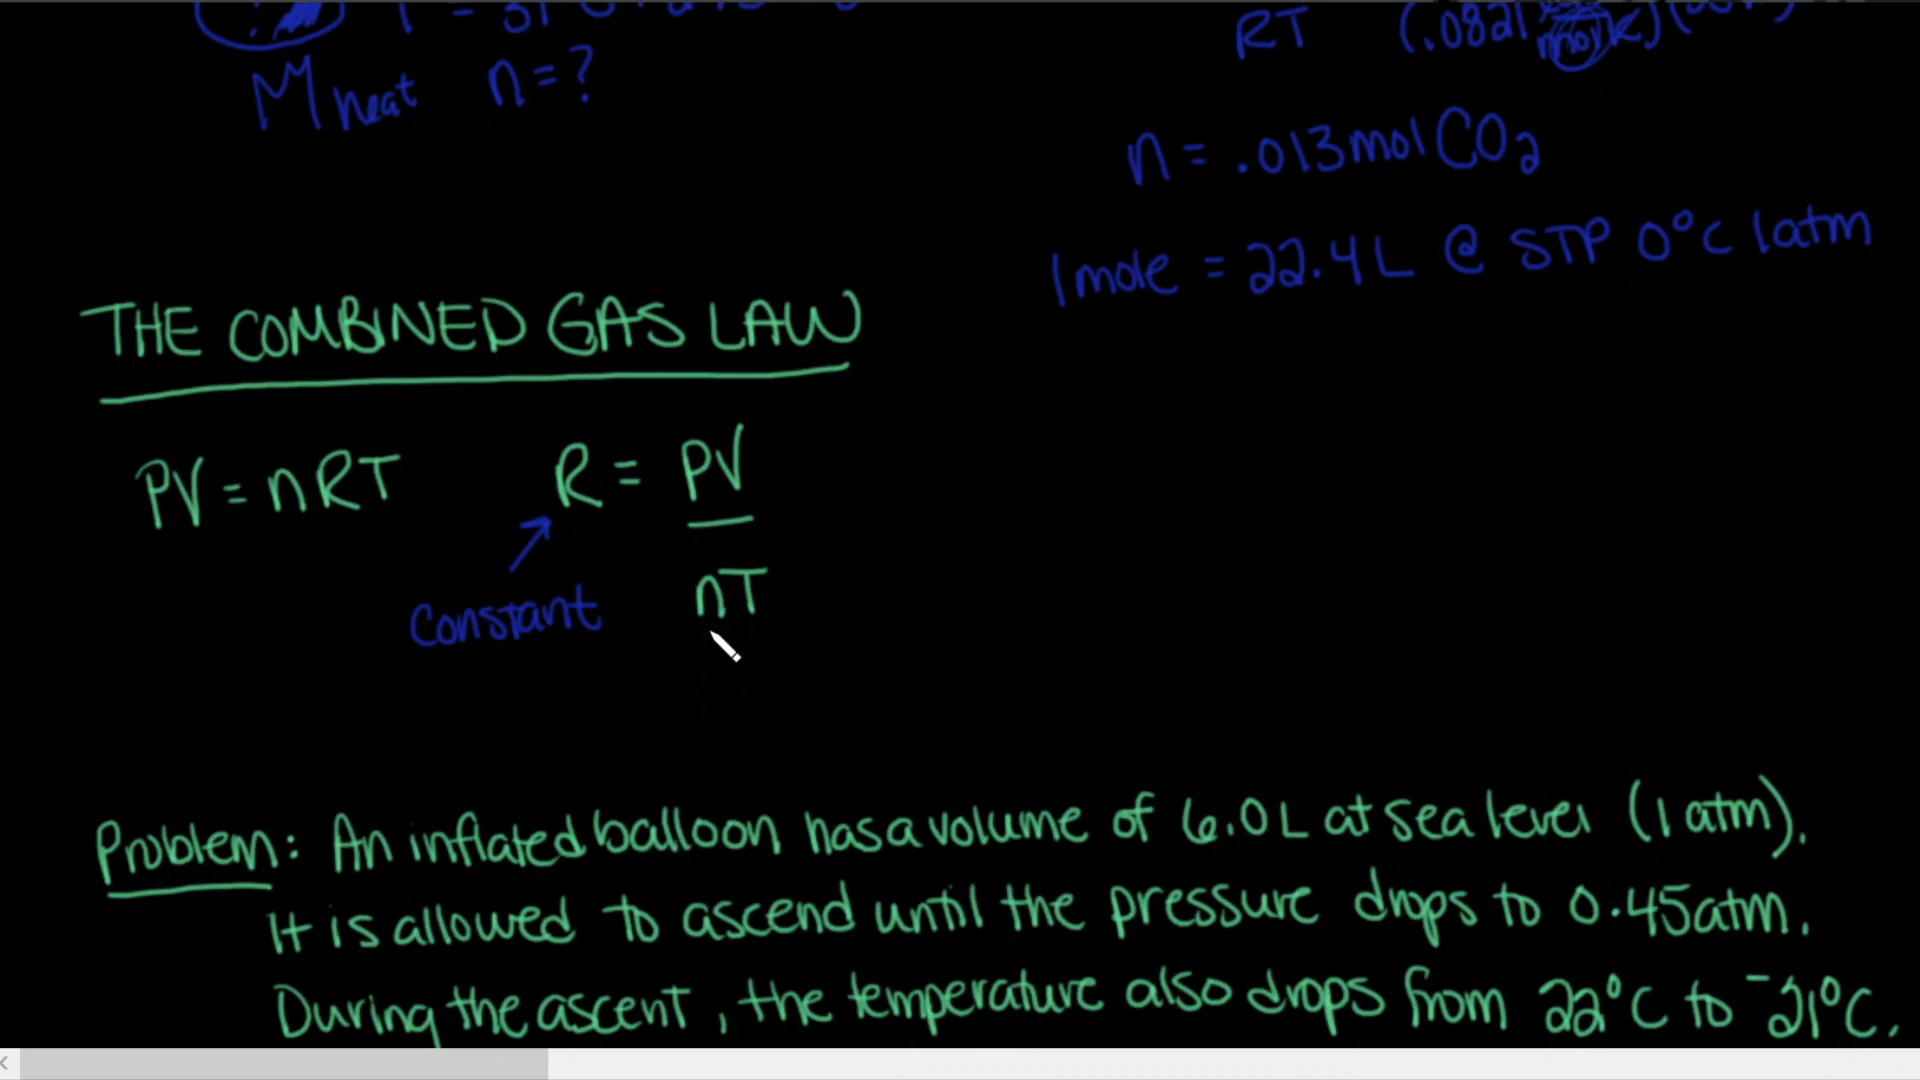 RT (.0821
M heat n = ?
n = .013 mol CO2
1 mole = 22.4 L @ STP 0°C 1 atm
THE COMBINED GAS LAW
PV = nRT R = PV
nT
Constant
Problem: An inflated balloon has a volume of 6.0 L at sea level (1 atm).
It is allowed to ascend until the pressure drops to 0.45 atm.
During the ascent, the temperature also drops from 22°C to -21°C.